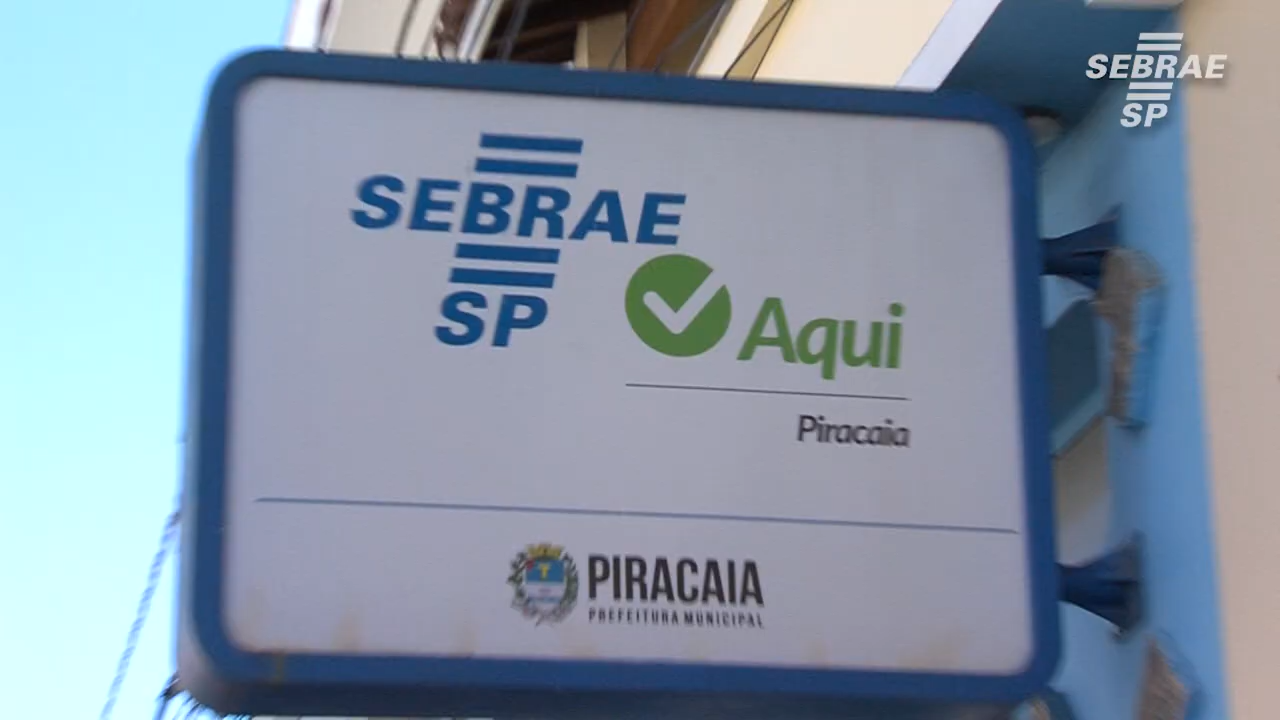 SEBRAE
SP
SEBRAE
SP
Aqui
Piracaia
PIRACAIA
PREFEITURA MUNICIPAL